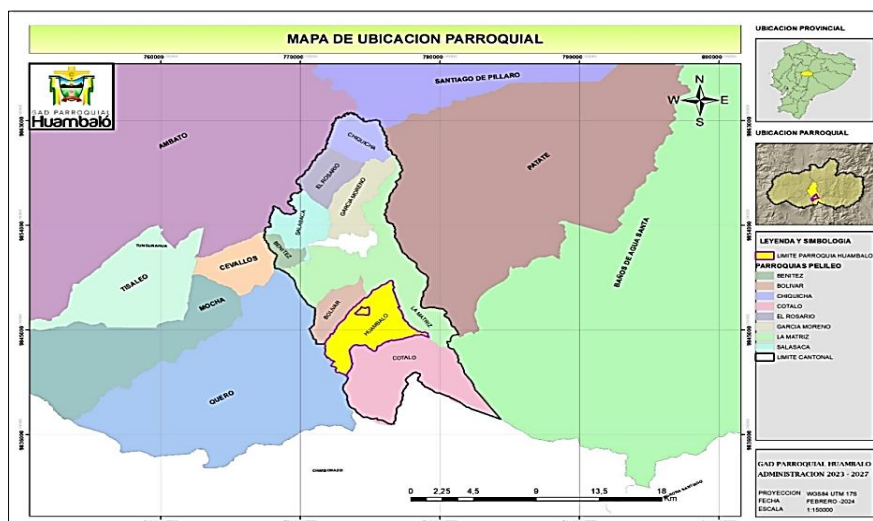 MAPA DE UBICACION PARROQUIAL
760000
770000
780000
790000
800000
GAD PARROQUIAL
Huambaló
N
W E
S
SANTIAGO DE PILLARO
AMBATO
CHIQUICHA
PATATE
EL ROSARIO
GARCIA MORENO
SALASACA
BENITEZ
TUNGURAHUA
CEVALLOS
TISALEO
MOCHA
BAÑOS DE AGUA SANTA
BOLIVAR
HUAMBALO
LA MATRIZ
COTALO
QUERO
CHIMBORAZO
0 2,25 4,5 9 13,5 18
Km
UBICACION PROVINCIAL
UBICACION PARROQUIAL
LEYENDA Y SIMBOLOGIA
LIMITE PARROQUIA HUAMBALO
PARROQUIAS PELILEO
BENITEZ
BOLIVAR
CHIQUICHA
COTALO
EL ROSARIO
GARCIA MORENO
LA MATRIZ
SALASACA
LIMITE CANTONAL
GAD PARROQUIAL HUAMBALO
ADMINISTRACION 2023 - 2027
PROYECCION WGS84 UTM 17S
FECHA FEBRERO -2024
ESCALA 1:150000